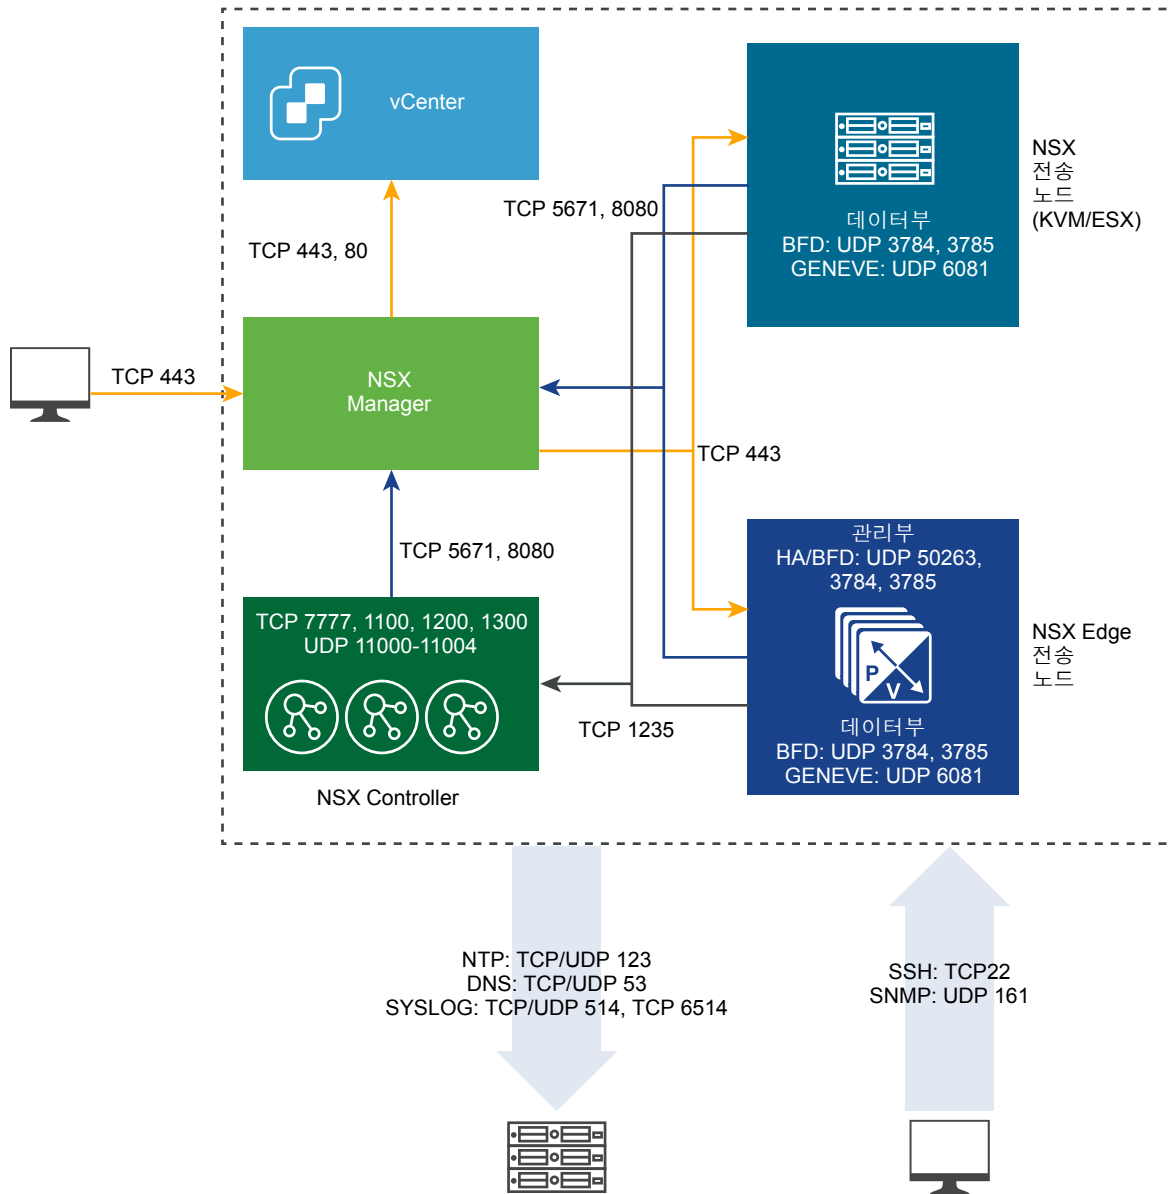 vCenter
TCP 443, 80
TCP 5671, 8080
데이터부
BFD: UDP 3784, 3785
GENEVE: UDP 6081
NSX
전송
노드
(KVM/ESX)
TCP 443
NSX
Manager
TCP 443
TCP 5671, 8080
TCP 7777, 1100, 1200, 1300
UDP 11000-11004
NSX Controller
TCP 1235
관리부
HA/BFD: UDP 50263,
3784, 3785
P
V
데이터부
BFD: UDP 3784, 3785
GENEVE: UDP 6081
NSX Edge
전송
노드
NTP: TCP/UDP 123
DNS: TCP/UDP 53
SYSLOG: TCP/UDP 514, TCP 6514
SSH: TCP22
SNMP: UDP 161